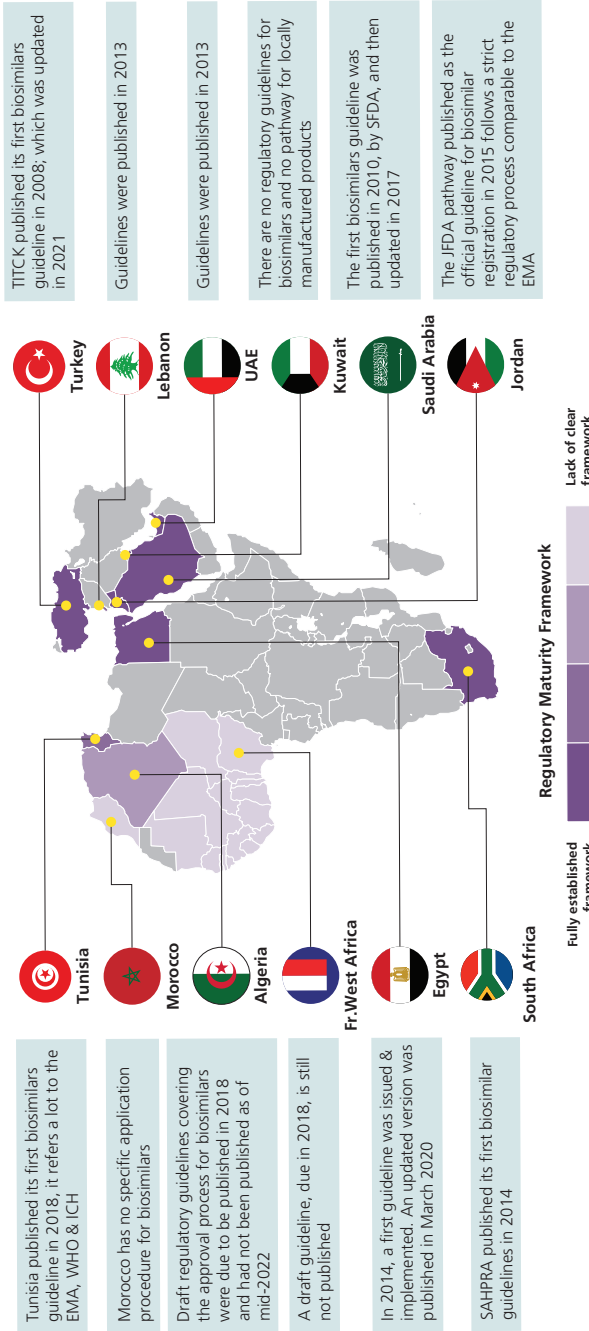 Tunisia published its first biosimilars
guideline in 2018, it refers a lot to the
EMA, WHO & ICH
Morocco has no specific application
procedure for biosimilars
Draft regulatory guidelines covering
the approval process for biosimilars
were due to be published in 2018
and had not been published as of
mid-2022
A draft guideline, due in 2018, is still
not published
In 2014, a first guideline was issued &
implemented. An updated version was
published in March 2020
SAHPRA published its first biosimilar
guidelines in 2014
Tunisia
Morocco
Algeria
Fr.West Africa
Egypt
South Africa
Turkey
Lebanon
UAE
Kuwait
Saudi Arabia
Jordan
TITCK published its first biosimilars
guideline in 2008; which was updated
in 2021
Guidelines were published in 2013
Guidelines were published in 2013
There are no regulatory guidelines for
biosimilars and no pathway for locally
manufactured products
The first biosimilars guideline was
published in 2010, by SFDA, and then
updated in 2017
The JFDA pathway published as the
official guideline for biosimilar
registration in 2015 follows a strict
regulatory process comparable to the
EMA
Regulatory Maturity Framework
Fully established
framework
Lack of clear
framework